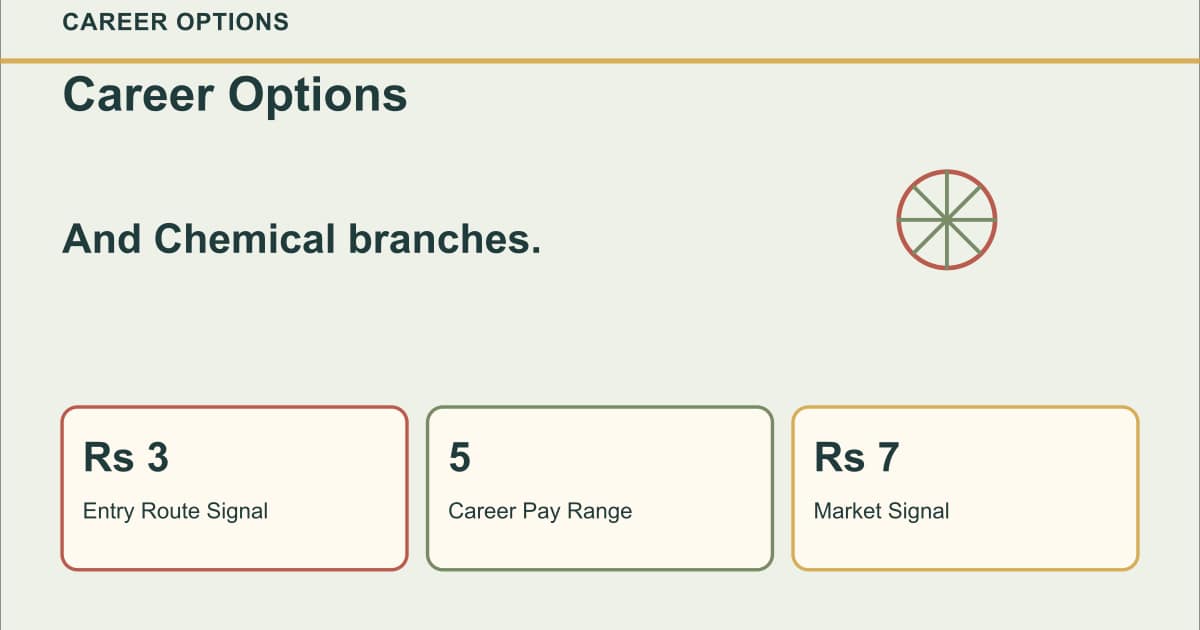 CAREER OPTIONS
Career Options
And Chemical branches.
Rs 3
Entry Route Signal
5
Career Pay Range
Rs 7
Market Signal